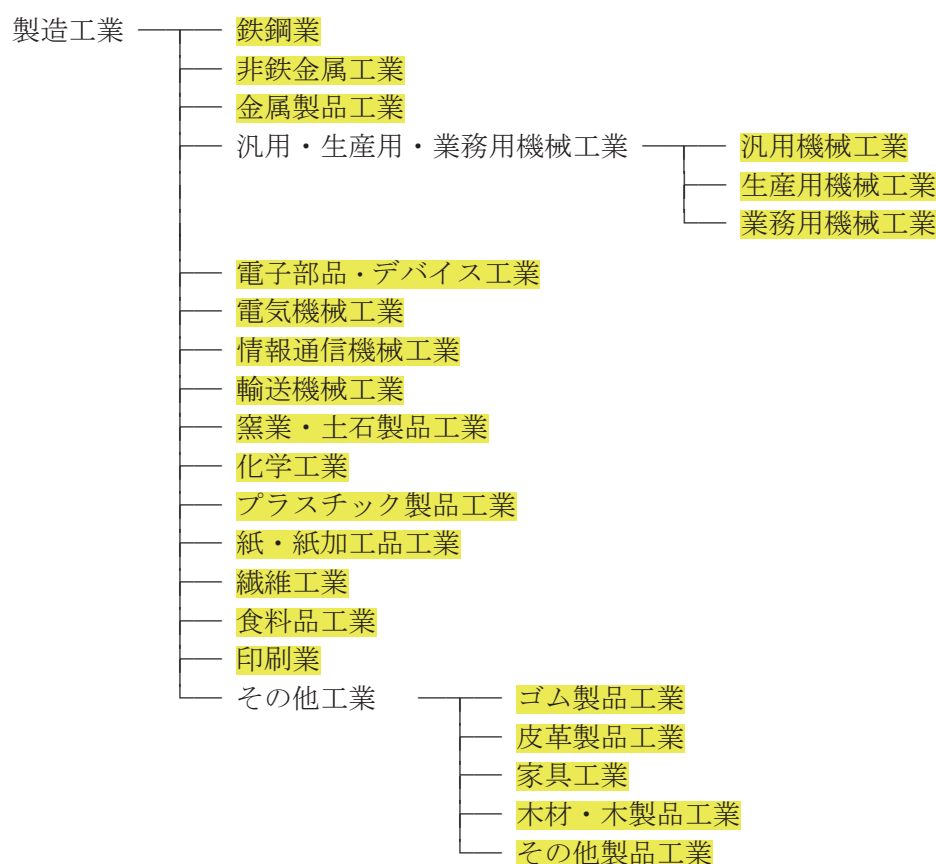 製造工業 鉄鋼業
非鉄金属工業
金属製品工業
汎用・生産用・業務用機械工業 汎用機械工業
生産用機械工業
業務用機械工業
電子部品・デバイス工業
電気機械工業
情報通信機械工業
輸送機械工業
窯業・土石製品工業
化学工業
プラスチック製品工業
紙・紙加工品工業
繊維工業
食料品工業
印刷業
その他工業 ゴム製品工業
皮革製品工業
家具工業
木材・木製品工業
その他製品工業